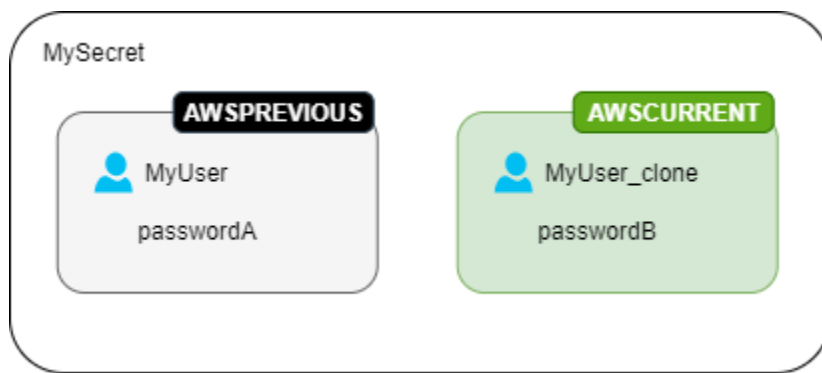 MySecret
AWSPREVIOUS
MyUser
passwordA
AWSCURRENT
MyUser_clone
passwordB